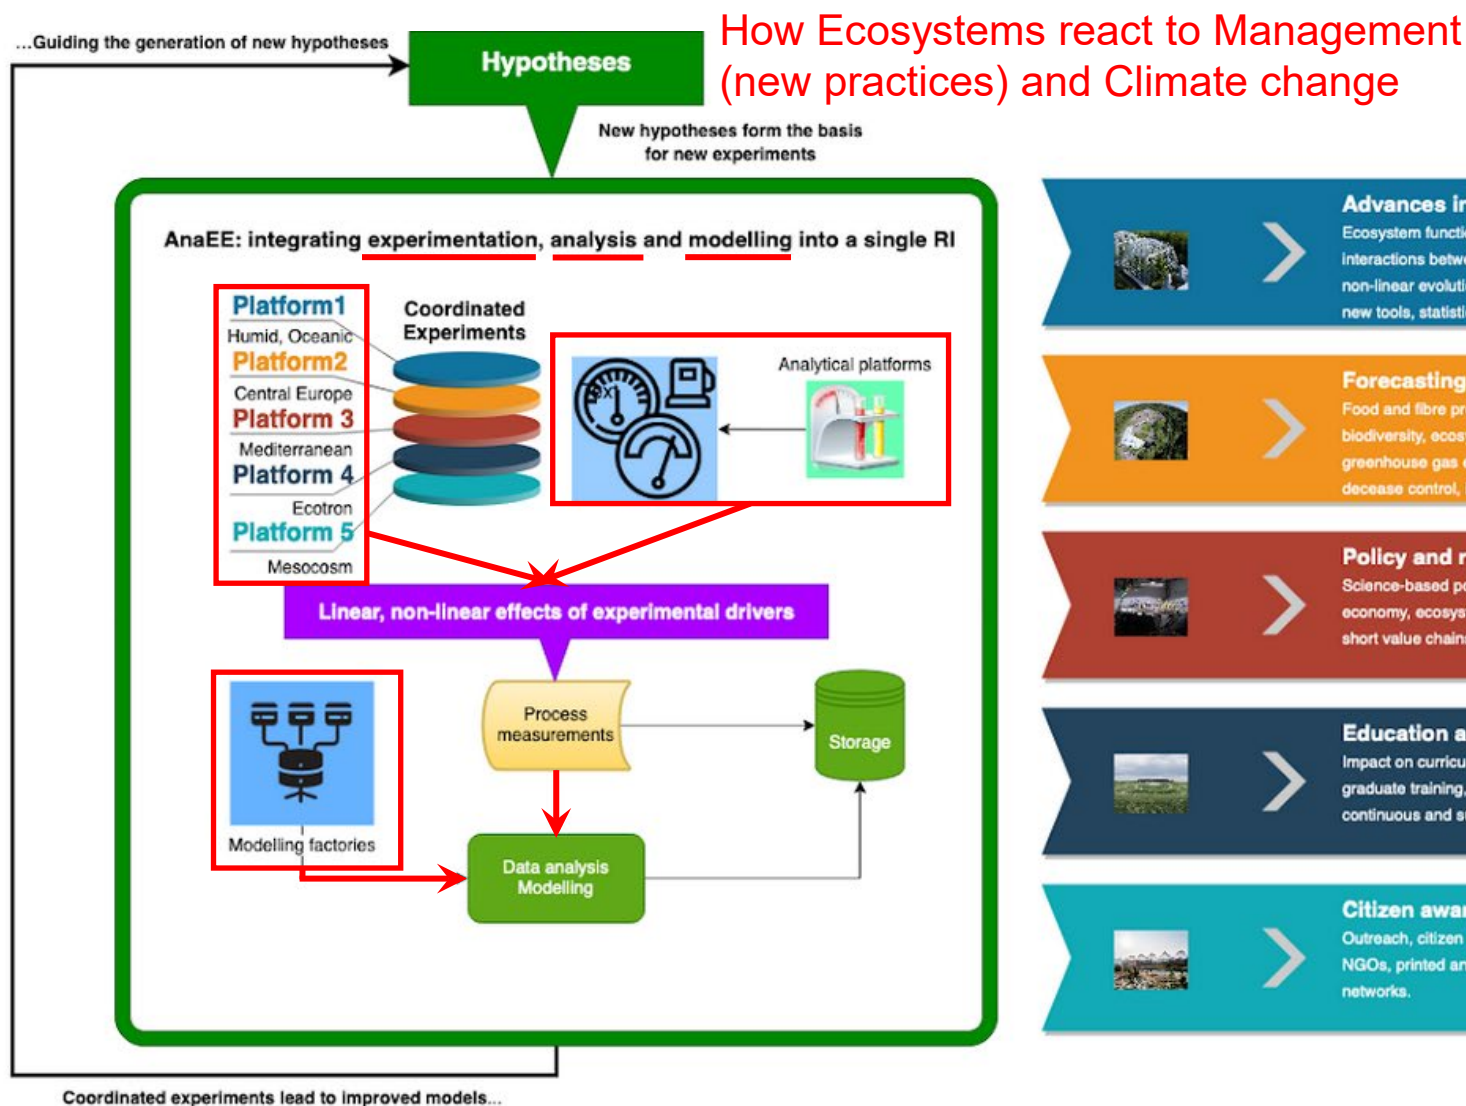 How Ecosystems react to Management
(new practices) and Climate change
...Guiding the generation of new hypotheses
Hypotheses
New hypotheses form the basis
for new experiments
AnaEE: integrating experimentation, analysis and modelling into a single RI
Platform1
Humid, Oceanic
Platform2
Central Europe
Platform 3
Mediterranean
Platform 4
Ecotron
Platform 5
Mesocosm
Coordinated
Experiments
Analytical platforms
Linear, non-linear effects of experimental drivers
Process
measurements
Storage
Modelling factories
Data analysis
Modelling
Coordinated experiments lead to improved models...
Advances in
Ecosystem functi
interactions betw
non-linear evoluti
new tools, statisti
Forecasting
Food and fibre pr
biodiversity, ecos
greenhouse gas
decease control,
Policy and
Science-based po
economy, ecosys
short value chain
Education a
Impact on curricu
graduate training,
continuous and s
Citizen awar
Outreach, citizen
NGOs, printed an
networks.